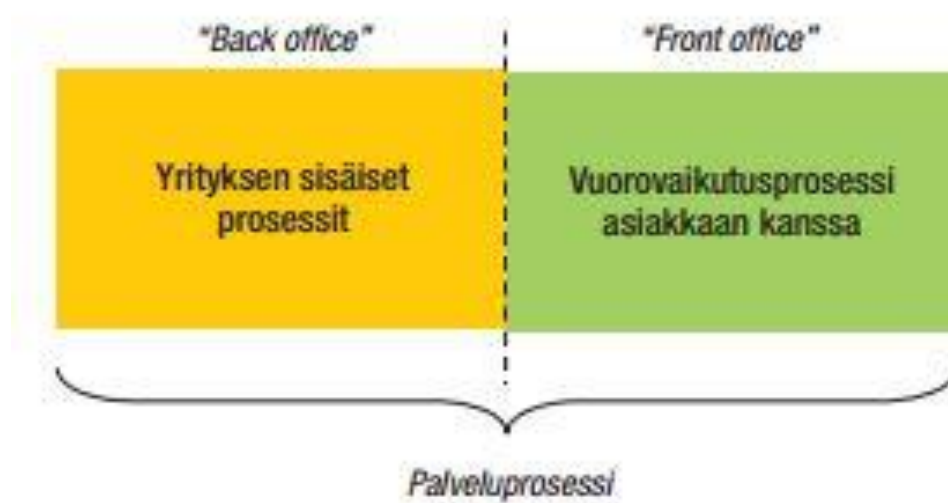 "Back office"
"Front office"
Yrityksen sisäiset
prosessit
Vuorovaikutusprosessi
asiakkaan kanssa
Palveluprosessi